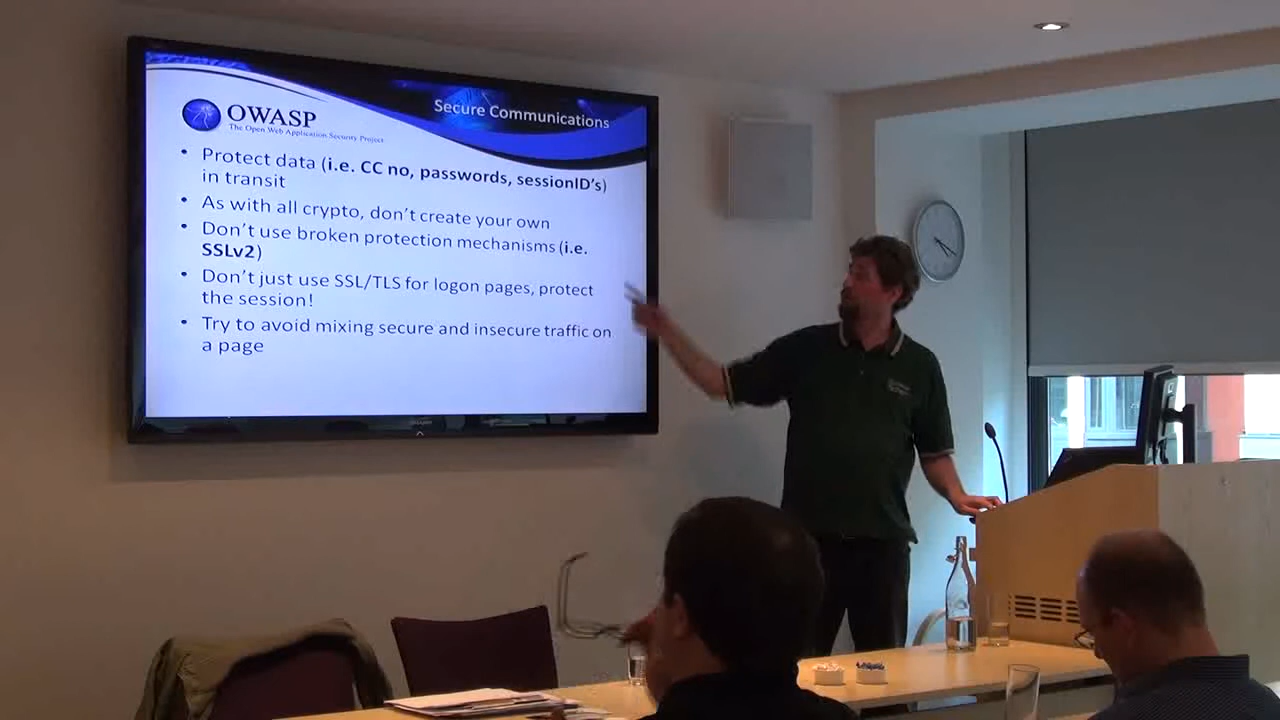 Secure Communications
OWASP
The Open Web Application Security Project
• Protect data (i.e. CC no, passwords, sessionID's)
in transit
• As with all crypto, don't create your own
• Don't use broken protection mechanisms (i.e.
SSLv2)
• Don't just use SSL/TLS for logon pages, protect
the session!
• Try to avoid mixing secure and insecure traffic on
a page